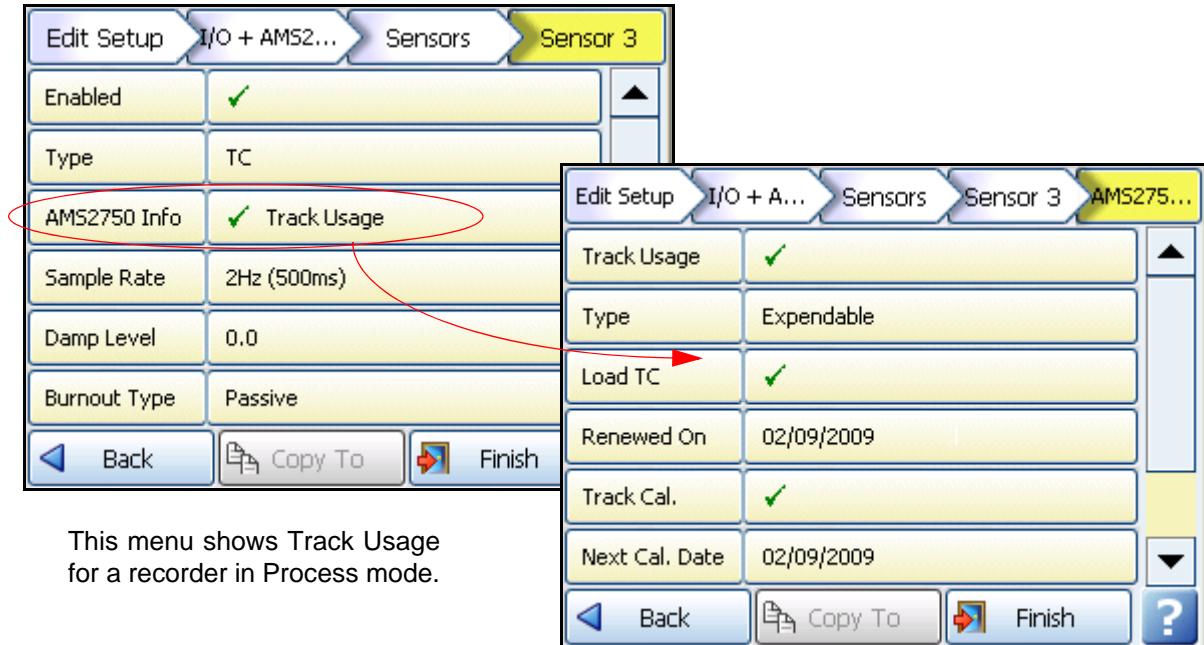 Edit Setup I/O + AMS2... Sensors Sensor 3
Enabled
Type TC
AMS2750 Info Track Usage
Sample Rate 2Hz (500ms)
Damp Level 0.0
Burnout Type Passive
Back Copy To Finish
This menu shows Track Usage
for a recorder in Process mode.
Edit Setup I/O + A... Sensors Sensor 3 AMS275...
Track Usage
Type Expendable
Load TC
Renewed On 02/09/2009
Track Cal.
Next Cal. Date 02/09/2009
Back Copy To Finish ?